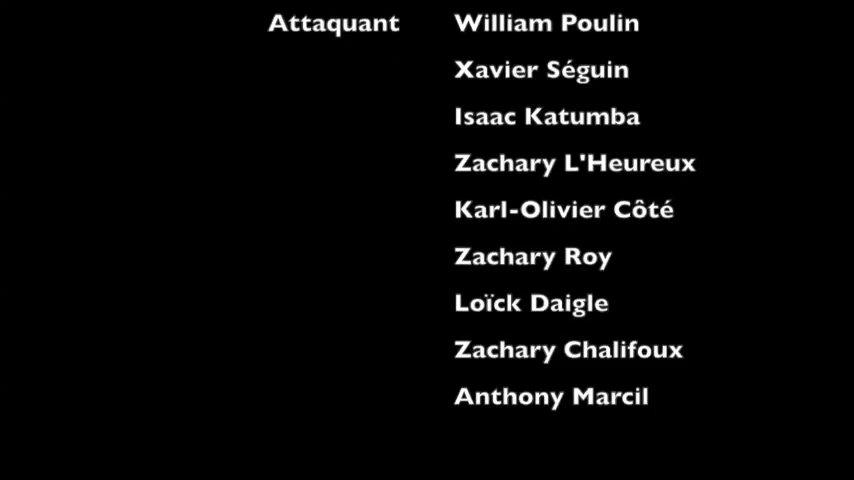 Attaquant William Poulin
Xavier Séguin
Isaac Katumba
Zachary L'Heureux
Karl-Olivier Côté
Zachary Roy
Loïck Daigle
Zachary Chalifoux
Anthony Marcil